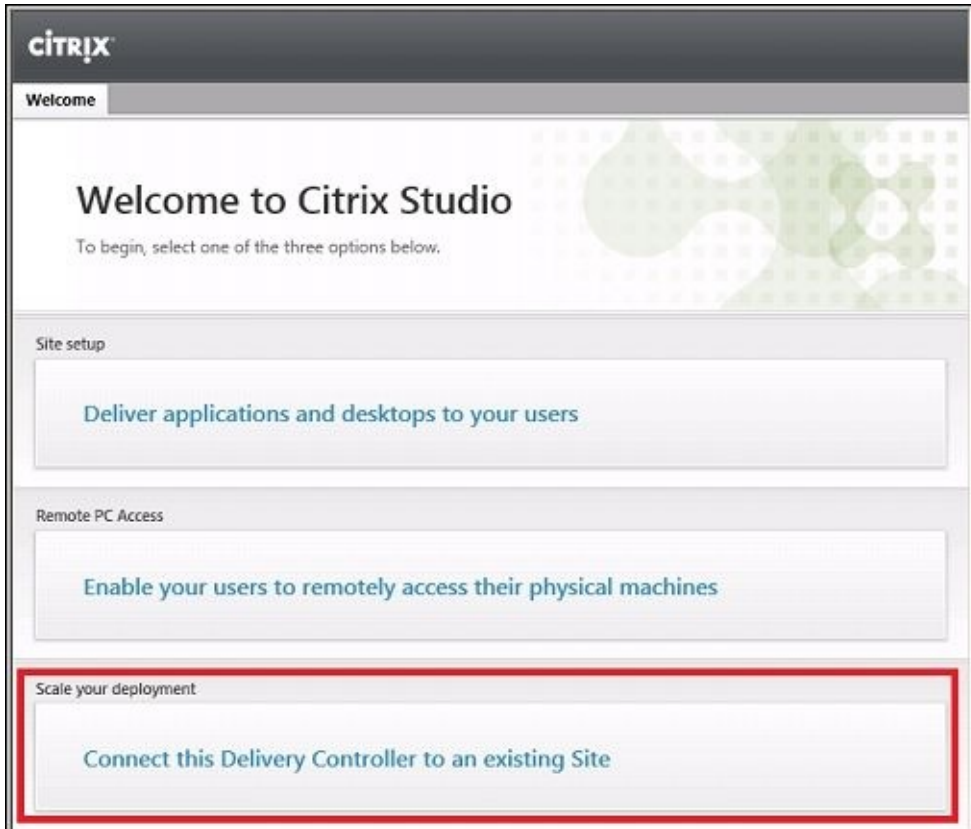 CİTRİX
Welcome
Welcome to Citrix Studio
To begin, select one of the three options below.
Site setup
Deliver applications and desktops to your users
Remote PC Access
Enable your users to remotely access their physical machines
Scale your deployment
Connect this Delivery Controller to an existing Site